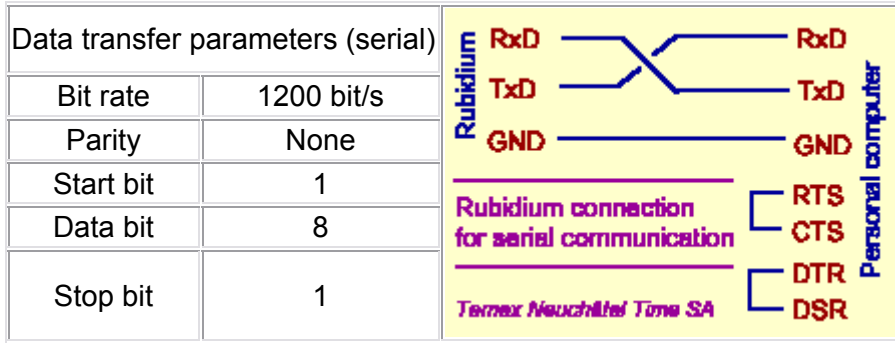 Data transfer parameters (serial)
Bit rate 1200 bit/s
Parity None
Start bit 1
Data bit 8
Stop bit 1
Rubidium
RxD RxD
TxD TxD
GND GND
Personal computer
RTS
CTS
DTR
DSR
Rubidium connection
for serial communication
Temex Neuchâtel Time SA